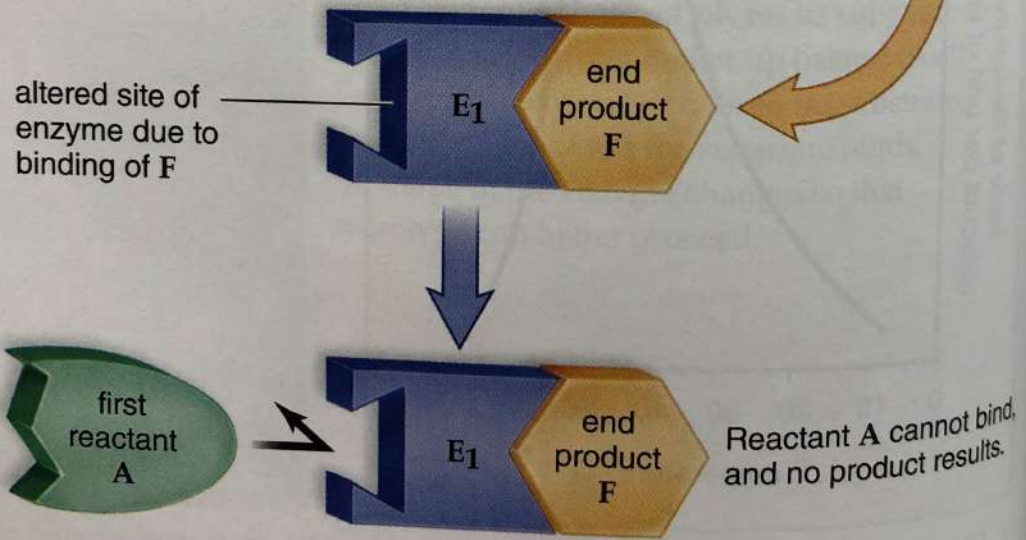 altered site of
enzyme due to
binding of F
E1
end
product
F
first
reactant
A
E1
end
product
F
Reactant A cannot bind,
and no product results.